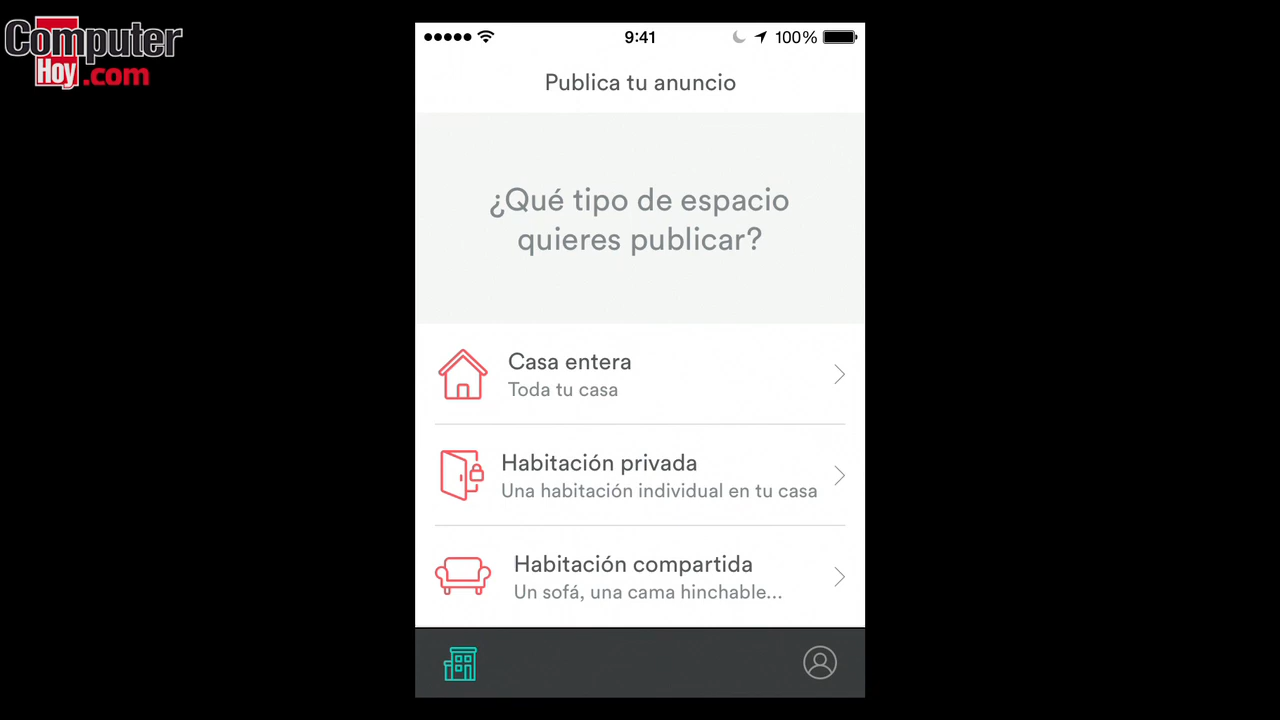 Computer
Hoy.com
9:41
100%
Publica tu anuncio
¿Qué tipo de espacio
quieres publicar?
Casa entera
Toda tu casa
Habitación privada
Una habitación individual en tu casa
Habitación compartida
Un sofá, una cama hinchable...